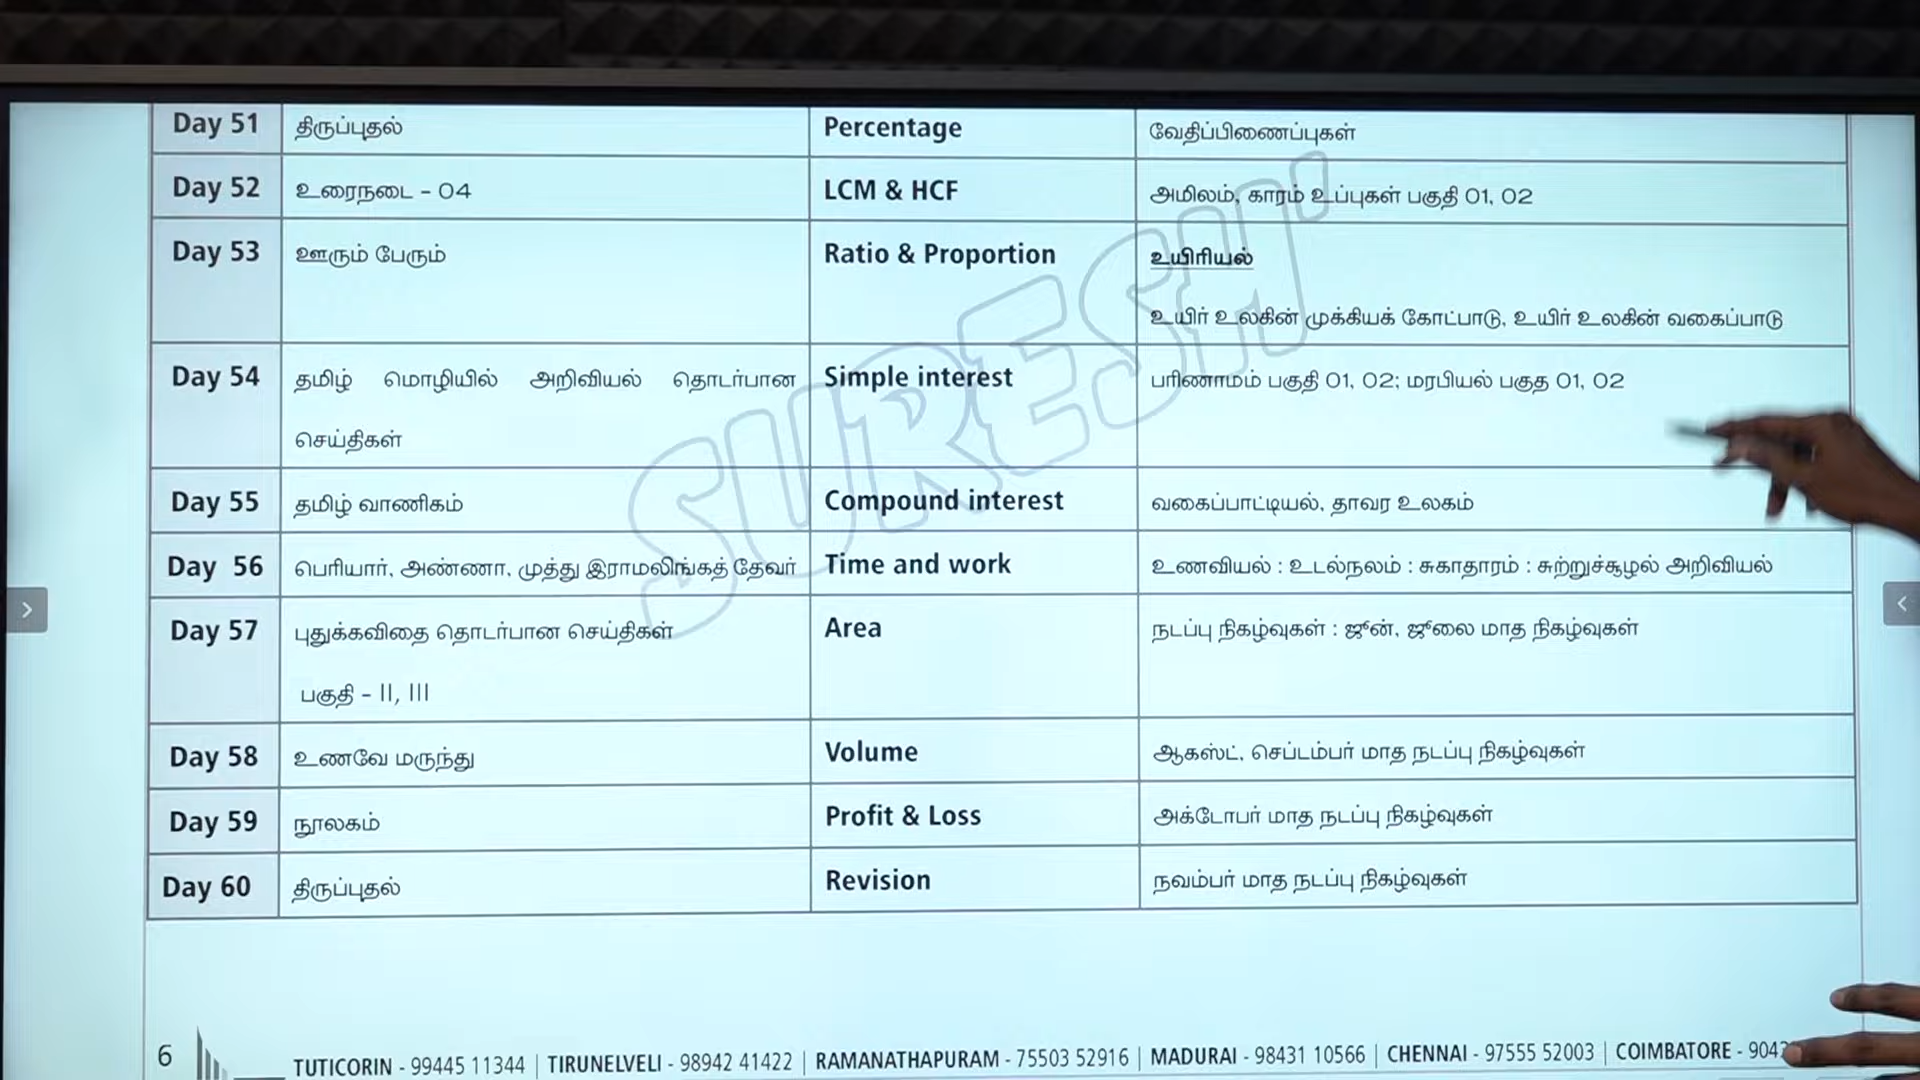 Day 51 திருப்புதல் Percentage வேதிப்பிணைப்புகள்
Day 52 உரைநடை – 04 LCM & HCF அமிலம், காரம் உப்புகள் பகுதி 01, 02
Day 53 ஊரும் பேரும் Ratio & Proportion உயிரியல்
உயிர் உலகின் முக்கியக் கோட்பாடு, உயிர் உலகின் வகைப்பாடு
Day 54 தமிழ் மொழியில் அறிவியல் தொடர்பான Simple interest பரிணாமம் பகுதி 01, 02; மரபியல் பகுத 01, 02
செய்திகள்
Day 55 தமிழ் வாணிகம் Compound interest வகைப்பாட்டியல், தாவர உலகம்
Day 56 பெரியார், அண்ணா, முத்து இராமலிங்கத் தேவர் Time and work உணவியல் : உடல்நலம் : சுகாதாரம் : சுற்றுச்சூழல் அறிவியல்
Day 57 புதுக்கவிதை தொடர்பான செய்திகள் Area நடப்பு நிகழ்வுகள் : ஜூன், ஜூலை மாத நிகழ்வுகள்
பகுதி – II, III
Day 58 உணவே மருந்து Volume ஆகஸ்ட், செப்டம்பர் மாத நடப்பு நிகழ்வுகள்
Day 59 நூலகம் Profit & Loss அக்டோபர் மாத நடப்பு நிகழ்வுகள்
Day 60 திருப்புதல் Revision நவம்பர் மாத நடப்பு நிகழ்வுகள்
SURESH'
6 TUTICORIN - 99445 11344 | TIRUNELVELI - 98942 41422 | RAMANATHAPURAM - 75503 52916 | MADURAI - 98431 10566 | CHENNAI - 97555 52003 | COIMBATORE - 904